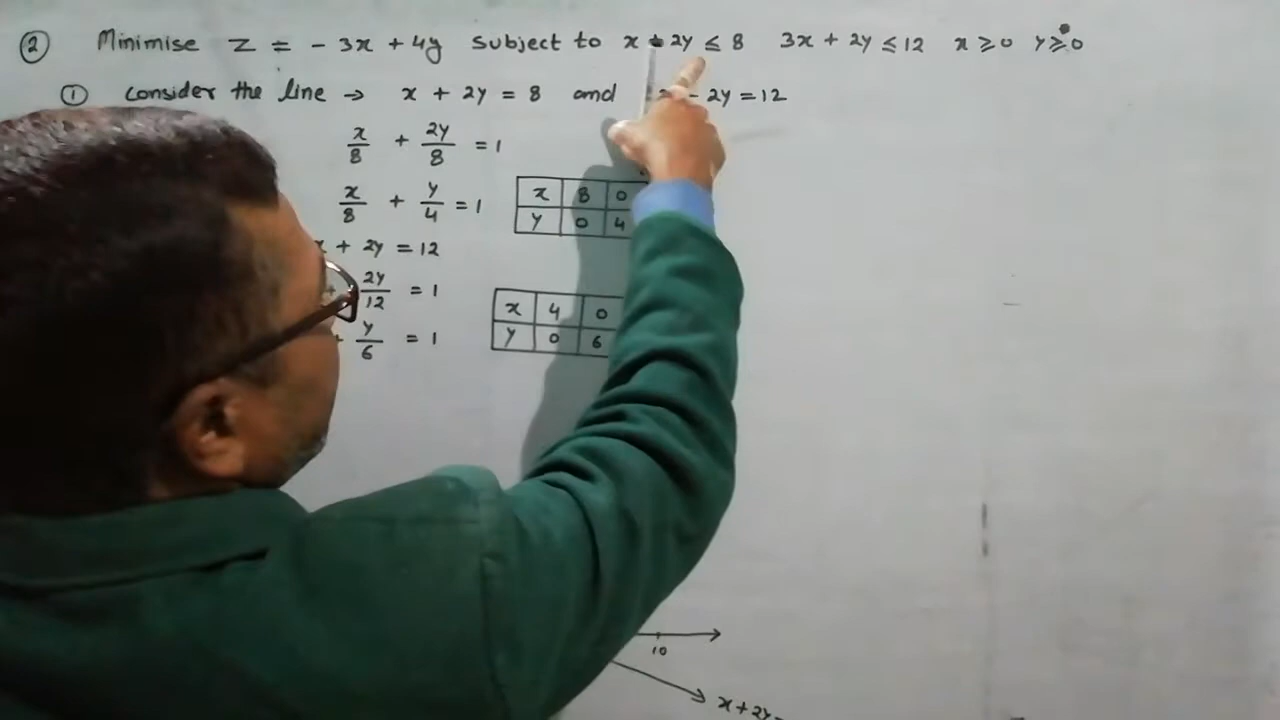 ② Minimise Z = - 3x + 4y subject to x + 2y ≤ 8 3x + 2y ≤ 12 x ≥ 0 y ≥ 0
① consider the line → x + 2y = 8 and 2y = 12
x/8 + 2y/8 = 1
x/8 + y/4 = 1
x 8 0
y 0 4
x + 2y = 12
2y/12 = 1
x 4 0
y 0 6
y/6 = 1
10
x + 2y